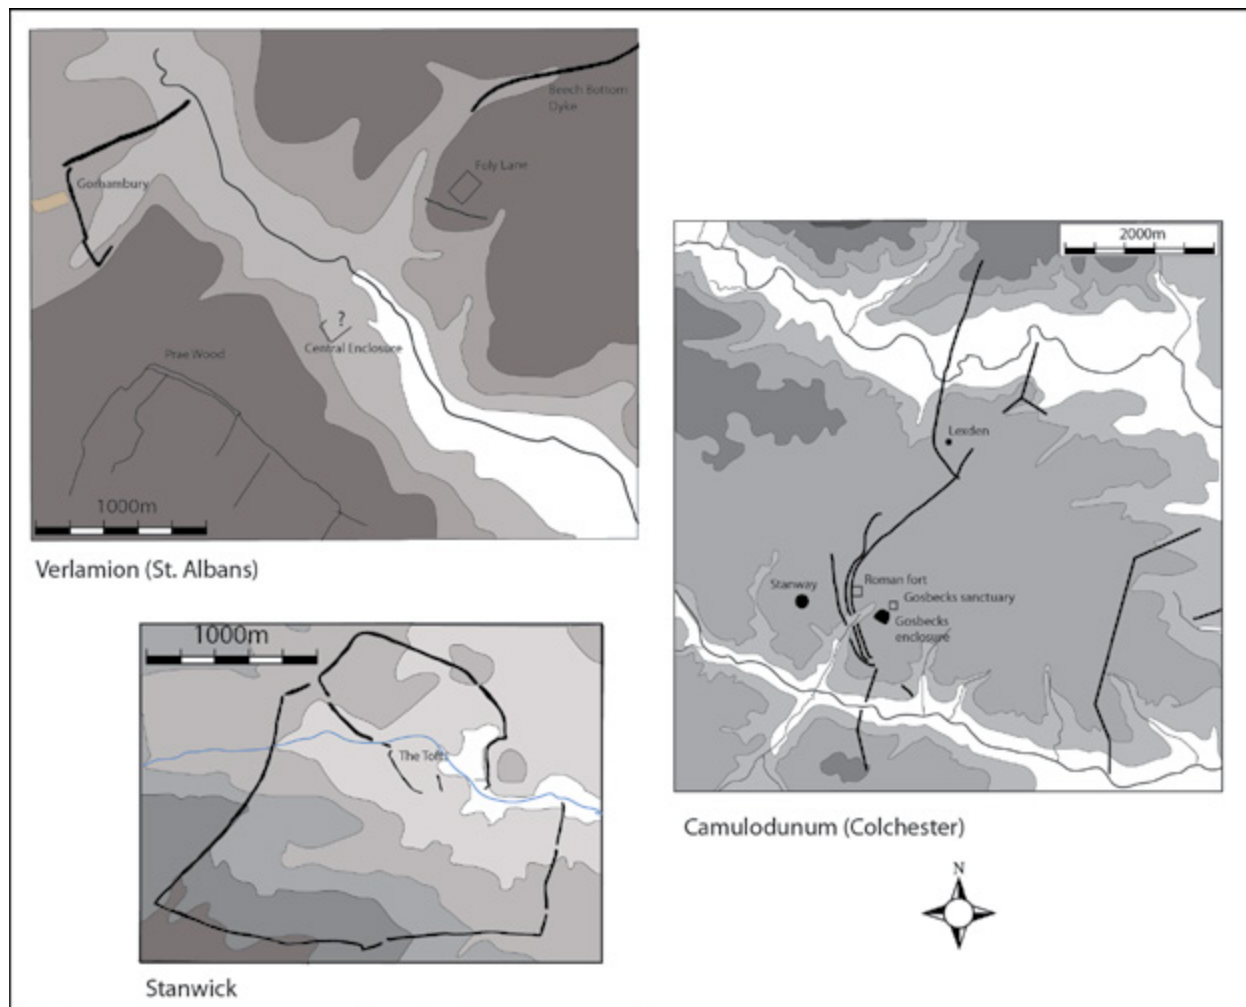 Beech Bottom
Dyke
Foly Lane
Gorhambury
?
Central Enclosure
Prae Wood
1000m
Verlamion (St. Albans)
2000m
Lexden
Stanway
Roman fort
Gosbecks sanctuary
Gosbecks
enclosure
Camulodunum (Colchester)
1000m
The Tofts
Stanwick
N